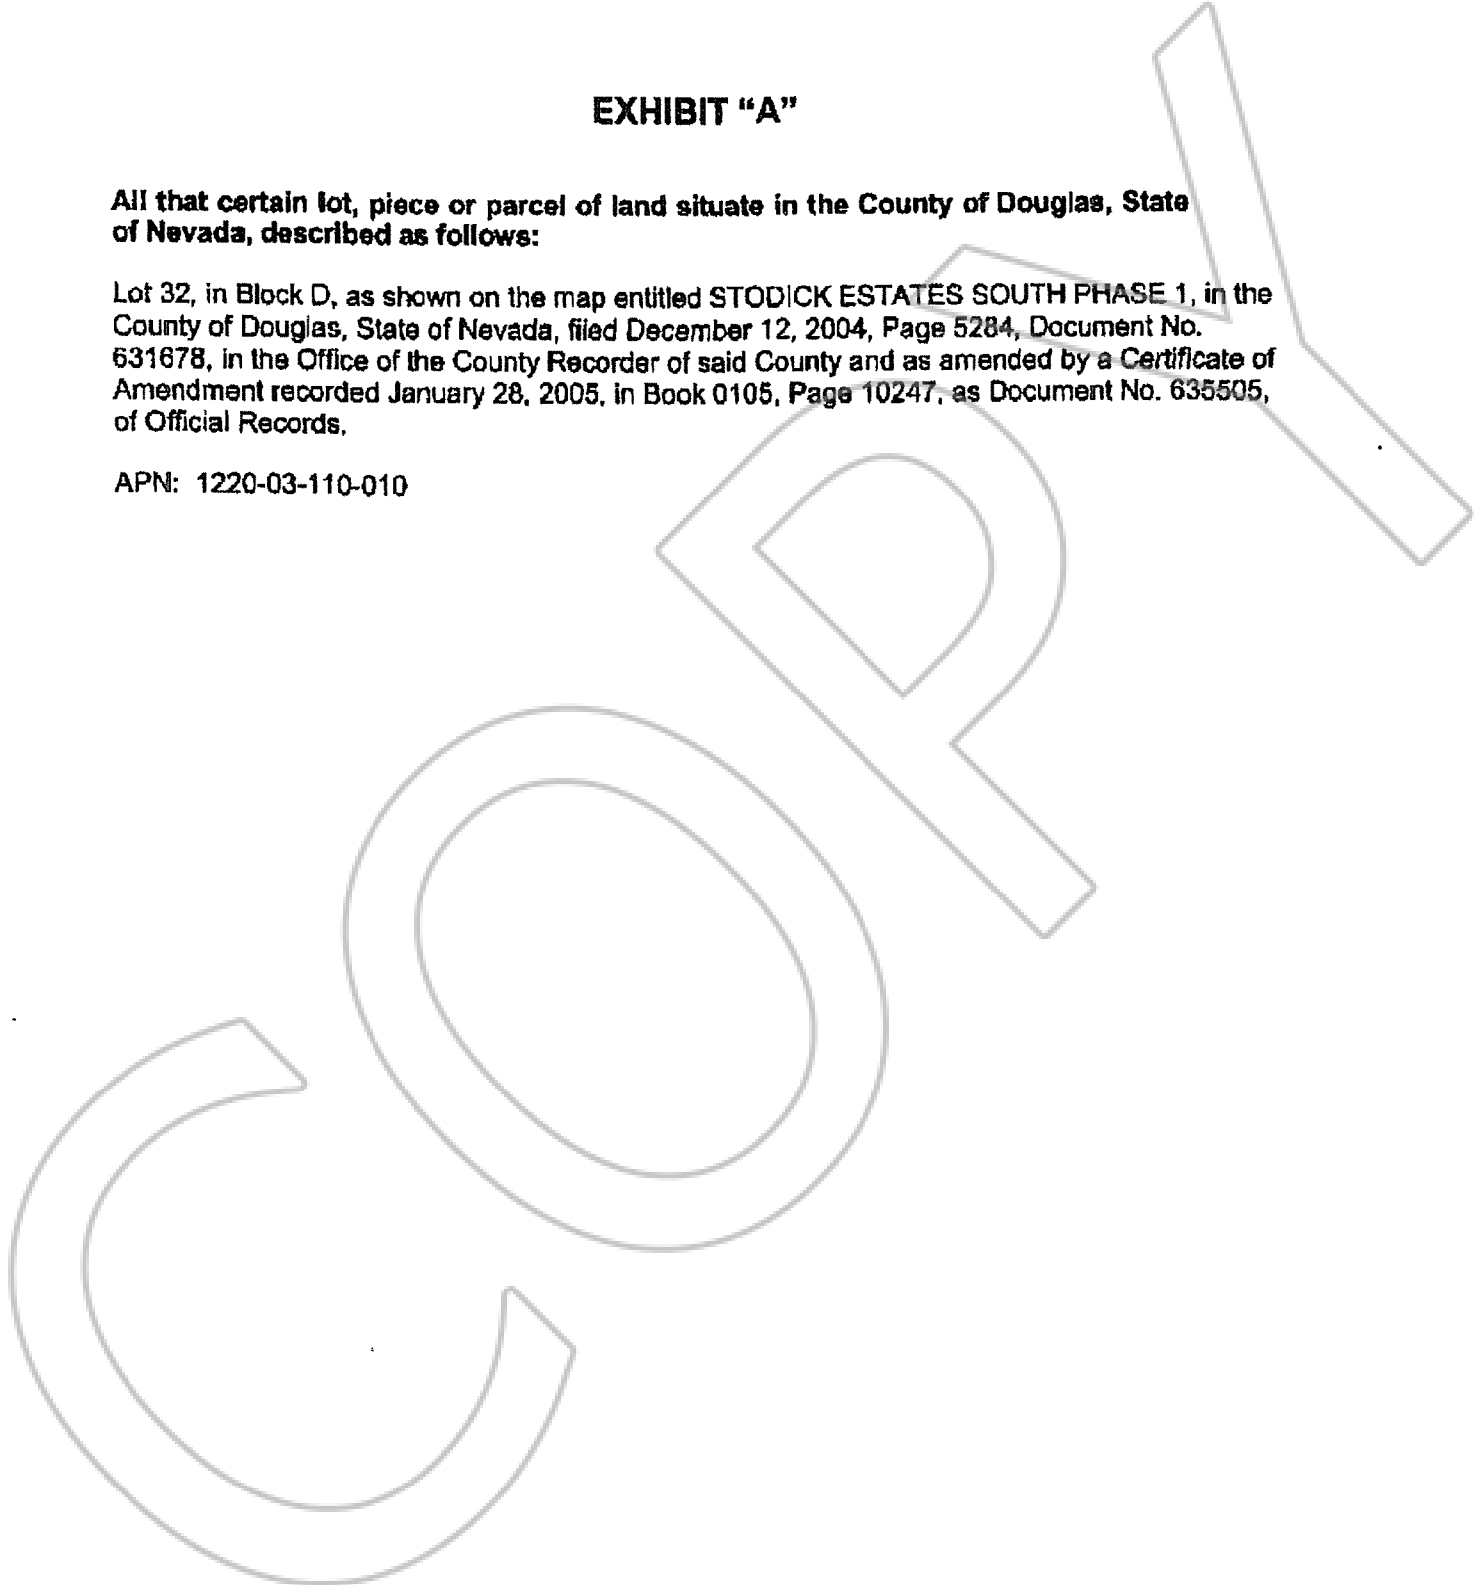 EXHIBIT “A”
All that certain lot, piece or parcel of land situate in the County of Douglas, State
of Nevada, described as follows:
Lot 32, in Block D, as shown on the map entitled STODICK ESTATES SOUTH PHASE 1, in the
County of Douglas, State of Nevada, filed December 12, 2004, Page 5284, Document No.
631678, in the Office of the County Recorder of said County and as amended by a Certificate of
Amendment recorded January 28, 2005, in Book 0105, Page 10247, as Document No. 635505,
of Official Records.
APN: 1220-03-110-010
COPY